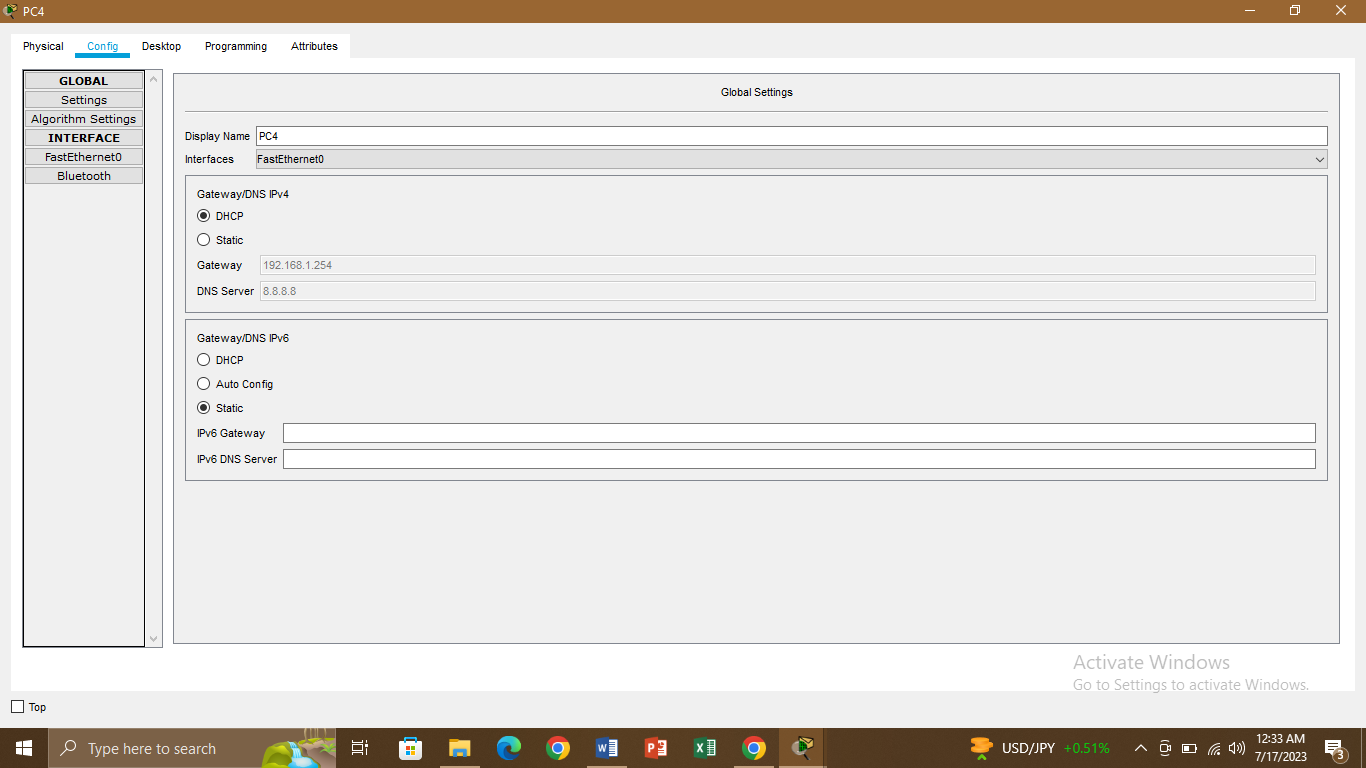 PC4
Physical Config Desktop Programming Attributes
GLOBAL
Settings
Algorithm Settings
INTERFACE
FastEthernet0
Bluetooth
Global Settings
Display Name PC4
Interfaces FastEthernet0
Gateway/DNS IPv4
DHCP
Static
Gateway 192.168.1.254
DNS Server 8.8.8.8
Gateway/DNS IPv6
DHCP
Auto Config
Static
IPv6 Gateway
IPv6 DNS Server
Activate Windows
Go to Settings to activate Windows.
Top
Type here to search
USD/JPY +0.51%
12:33 AM
7/17/2023
3